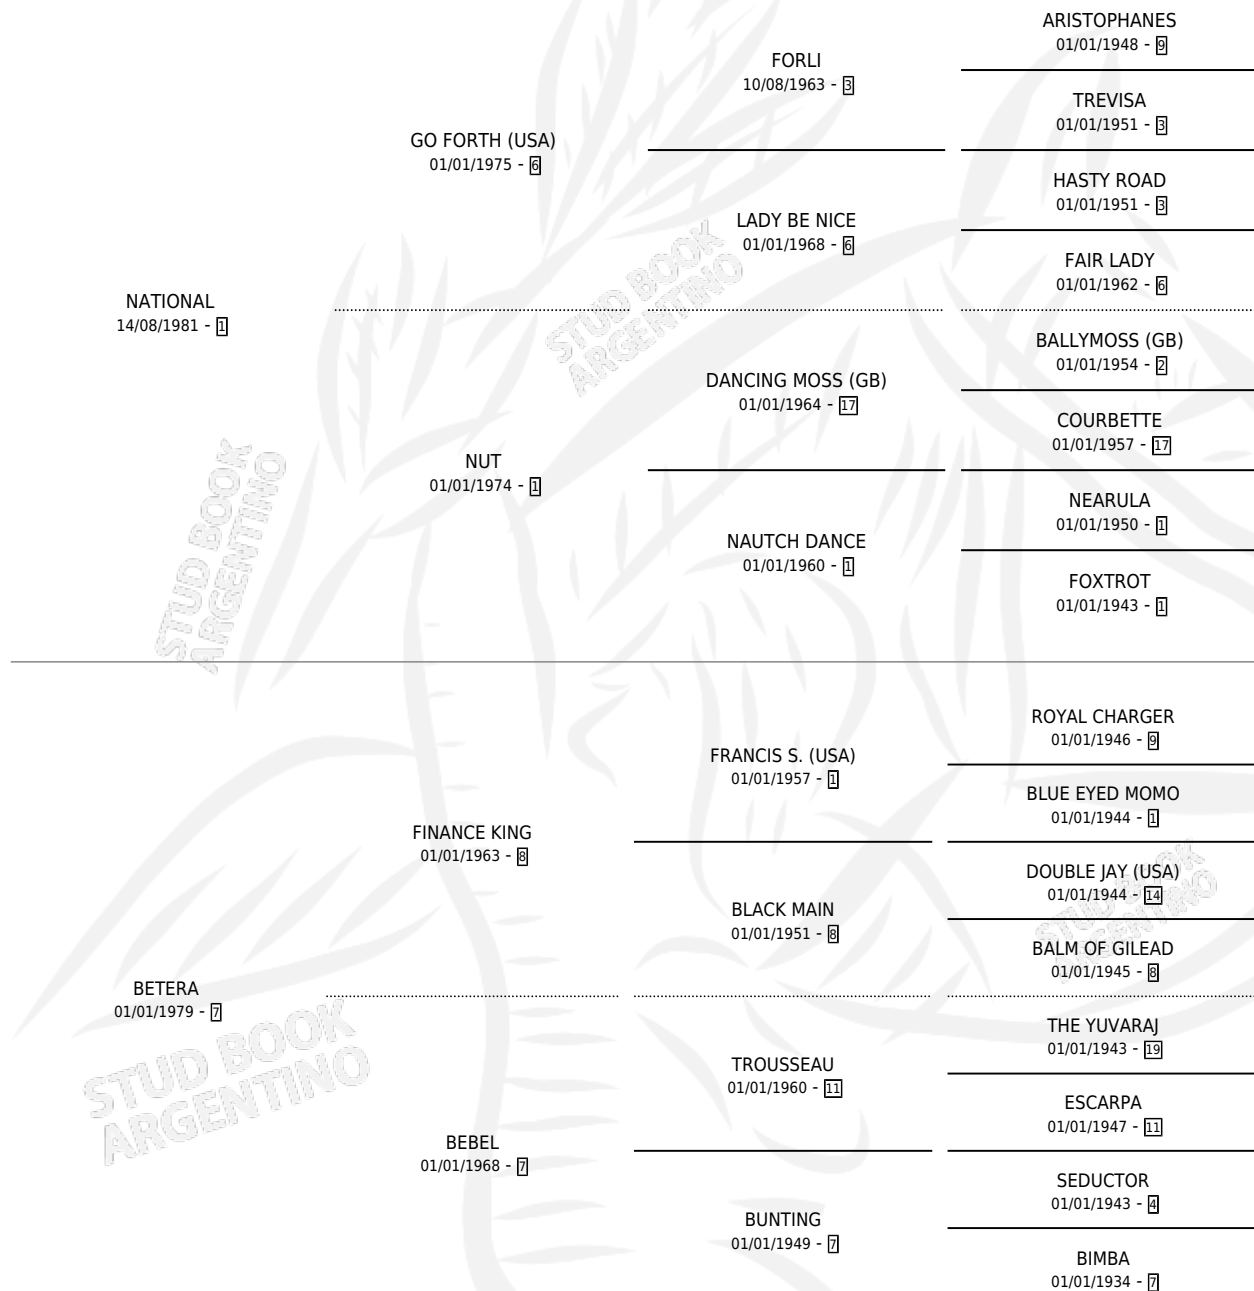 ARISTOPHANES
01/01/1948 - 9
FORLI
10/08/1963 - 3
TREVISA
01/01/1951 - 3
GO FORTH (USA)
01/01/1975 - 6
HASTY ROAD
01/01/1951 - 3
LADY BE NICE
01/01/1968 - 6
FAIR LADY
01/01/1962 - 6
NATIONAL
14/08/1981 - 1
STUD BOOK
ARGENTINO
BALLYMOSS (GB)
01/01/1954 - 2
DANCING MOSS (GB)
01/01/1964 - 17
COURBETTE
01/01/1957 - 17
NUT
01/01/1974 - 1
NEARULA
01/01/1950 - 1
NAUTCH DANCE
01/01/1960 - 1
FOXTROT
01/01/1943 - 1
STUD BOOK
ARGENTINO
ROYAL CHARGER
01/01/1946 - 9
FRANCIS S. (USA)
01/01/1957 - 1
BLUE EYED MOMO
01/01/1944 - 1
FINANCE KING
01/01/1963 - 8
DOUBLE JAY (USA)
01/01/1944 - 14
STUD BOOK
ARGENTINO
BLACK MAIN
01/01/1951 - 8
BALM OF GILEAD
01/01/1945 - 8
BETERA
01/01/1979 - 7
STUD BOOK
ARGENTINO
THE YUVARAJ
01/01/1943 - 19
TROUSSEAU
01/01/1960 - 11
ESCARPA
01/01/1947 - 11
BEBEL
01/01/1968 - 7
SEDUCTOR
01/01/1943 - 4
BUNTING
01/01/1949 - 7
BIMBA
01/01/1934 - 7